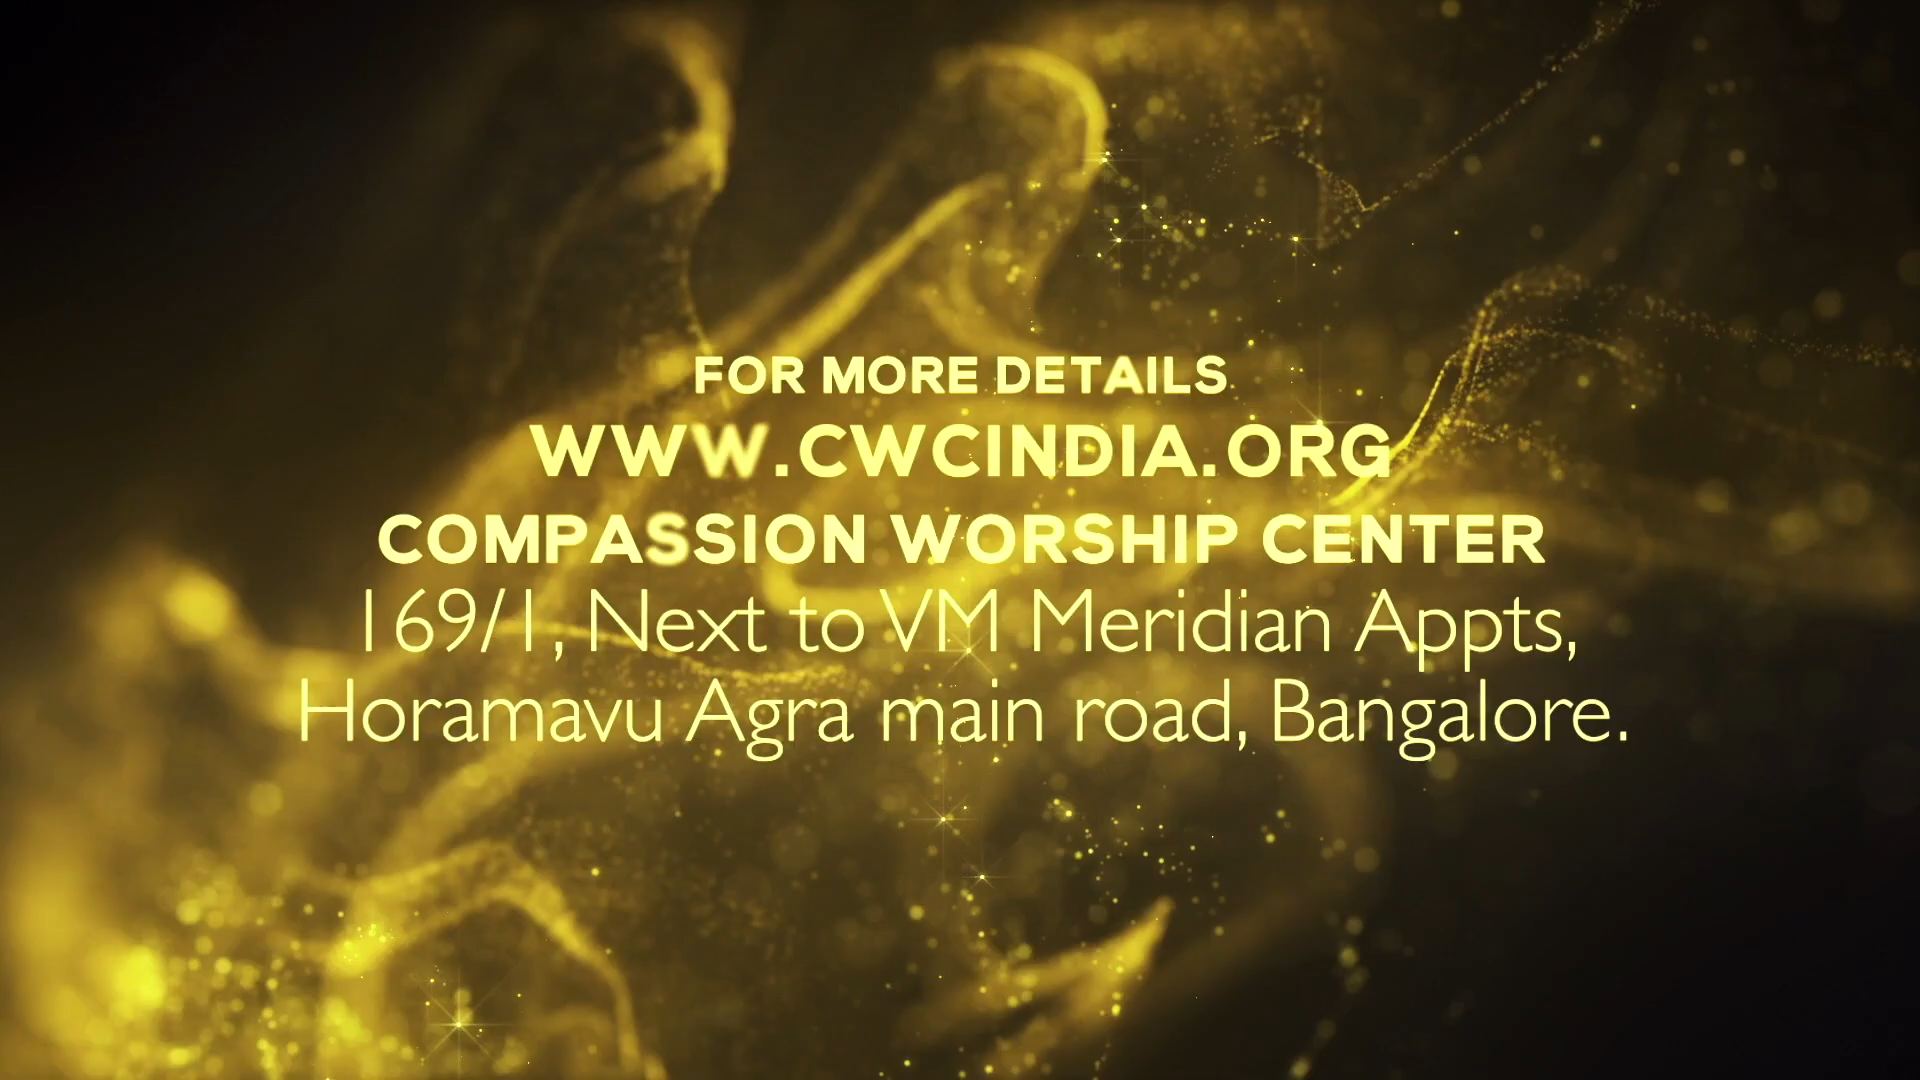 FOR MORE DETAILS
WWW.CWCINDIA.ORG
COMPASSION WORSHIP CENTER
169/1, Next to VM Meridian Appts,
Horamavu Agra main road, Bangalore.